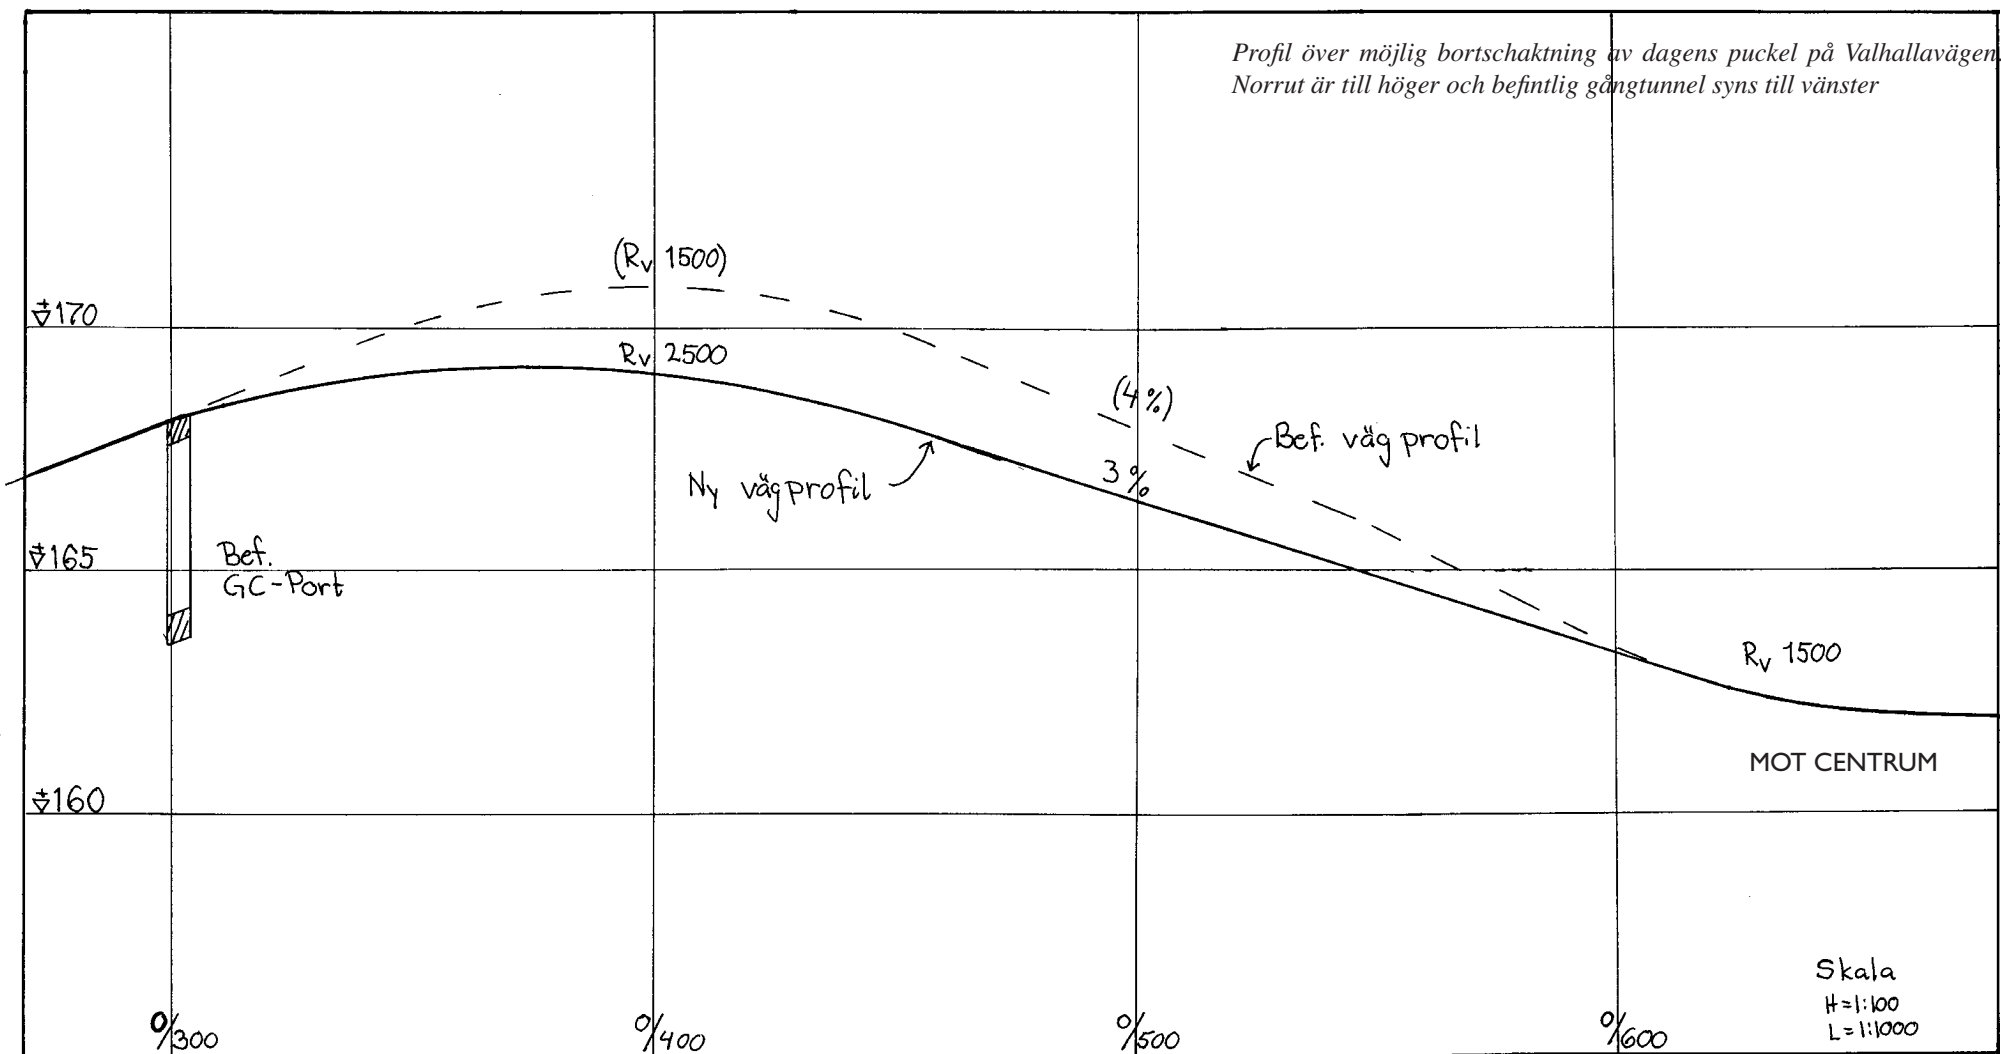 Profil över möjlig bortschaktning av dagens puckel på Valhallavägen.
Norrut är till höger och befintlig gångtunnel syns till vänster
(Rv 1500)
±170
Rv 2500
(4%)
Bef. väg profil
3%
Ny vägprofil
±165
Bef.
GC-Port
Rv 1500
MOT CENTRUM
±160
Skala
H=1:100
L=1:1000
0/300
0/400
0/500
0/600